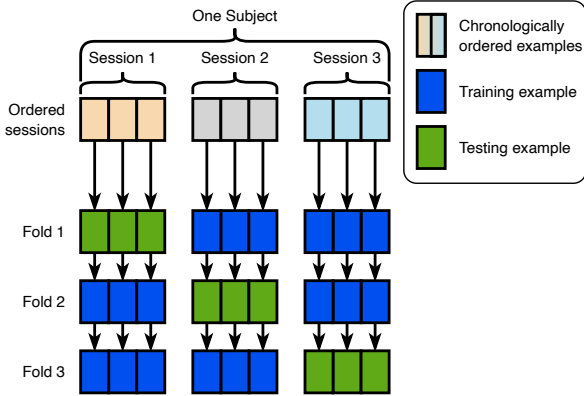 One Subject
Session 1
Session 2
Session 3
Ordered
sessions
Fold 1
Fold 2
Fold 3
Chronologically
ordered examples
Training example
Testing example